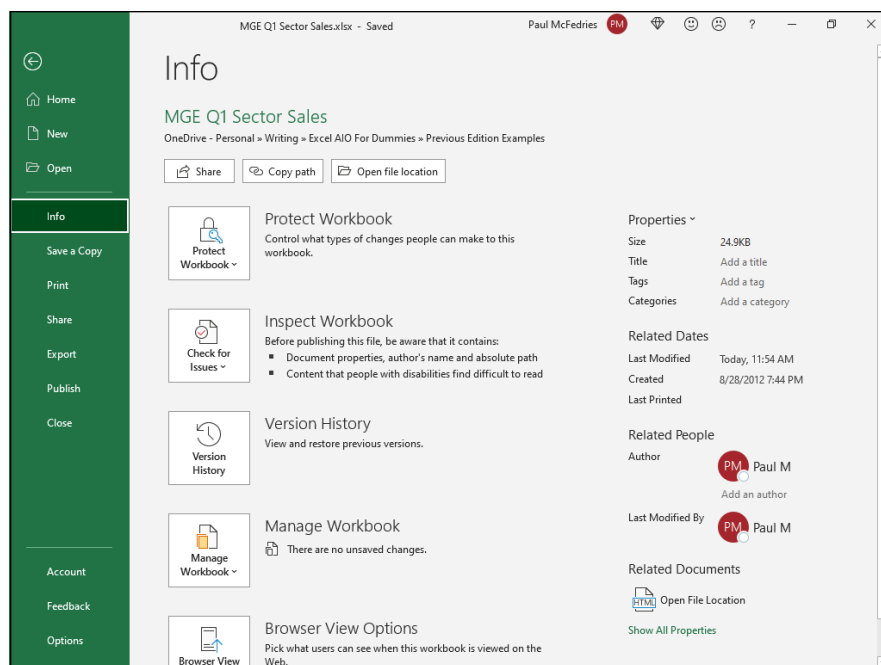 MGE Q1 Sector Sales.xlsx - Saved
Paul McFedries
PM
?
Home
New
Open
Info
Save a Copy
Print
Share
Export
Publish
Close
Account
Feedback
Options
Info
MGE Q1 Sector Sales
OneDrive - Personal » Writing » Excel AIO For Dummies » Previous Edition Examples
Share
Copy path
Open file location
Protect
Workbook
Protect Workbook
Control what types of changes people can make to this
workbook.
Check for
Issues
Inspect Workbook
Before publishing this file, be aware that it contains:
Document properties, author's name and absolute path
Content that people with disabilities find difficult to read
Version
History
Version History
View and restore previous versions.
Manage
Workbook
Manage Workbook
There are no unsaved changes.
Browser View
Browser View Options
Pick what users can see when this workbook is viewed on the
Web.
Properties
Size 24.9KB
Title Add a title
Tags Add a tag
Categories Add a category
Related Dates
Last Modified Today, 11:54 AM
Created 8/28/2012 7:44 PM
Last Printed
Related People
Author PM Paul M
Add an author
Last Modified By PM Paul M
Related Documents
HTML Open File Location
Show All Properties